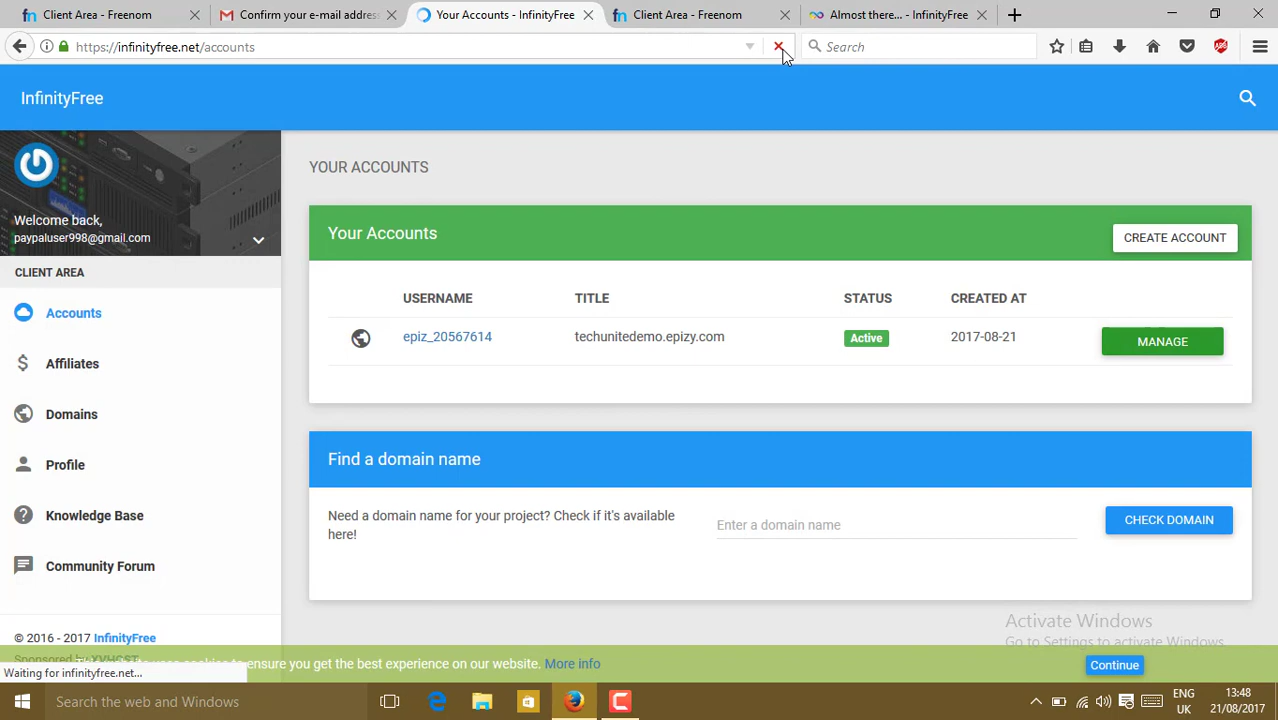 Client Area - Freenom
Confirm your e-mail address
Your Accounts - InfinityFree
Client Area - Freenom
Almost there... - InfinityFree
https://infinityfree.net/accounts
Search
InfinityFree
Welcome back,
paypaluser998@gmail.com
CLIENT AREA
Accounts
Affiliates
Domains
Profile
Knowledge Base
Community Forum
© 2016 - 2017 InfinityFree
Sponsored by
YOUR ACCOUNTS
Your Accounts
CREATE ACCOUNT
USERNAME TITLE STATUS CREATED AT
epiz_20567614 techunitedemo.epizy.com Active 2017-08-21 MANAGE
Find a domain name
Need a domain name for your project? Check if it's available
here!
Enter a domain name
CHECK DOMAIN
Activate Windows
Go to Settings to activate Windows.
to ensure you get the best experience on our website. More info
Continue
Waiting for infinityfree.net...
Search the web and Windows
ENG
UK
13:48
21/08/2017